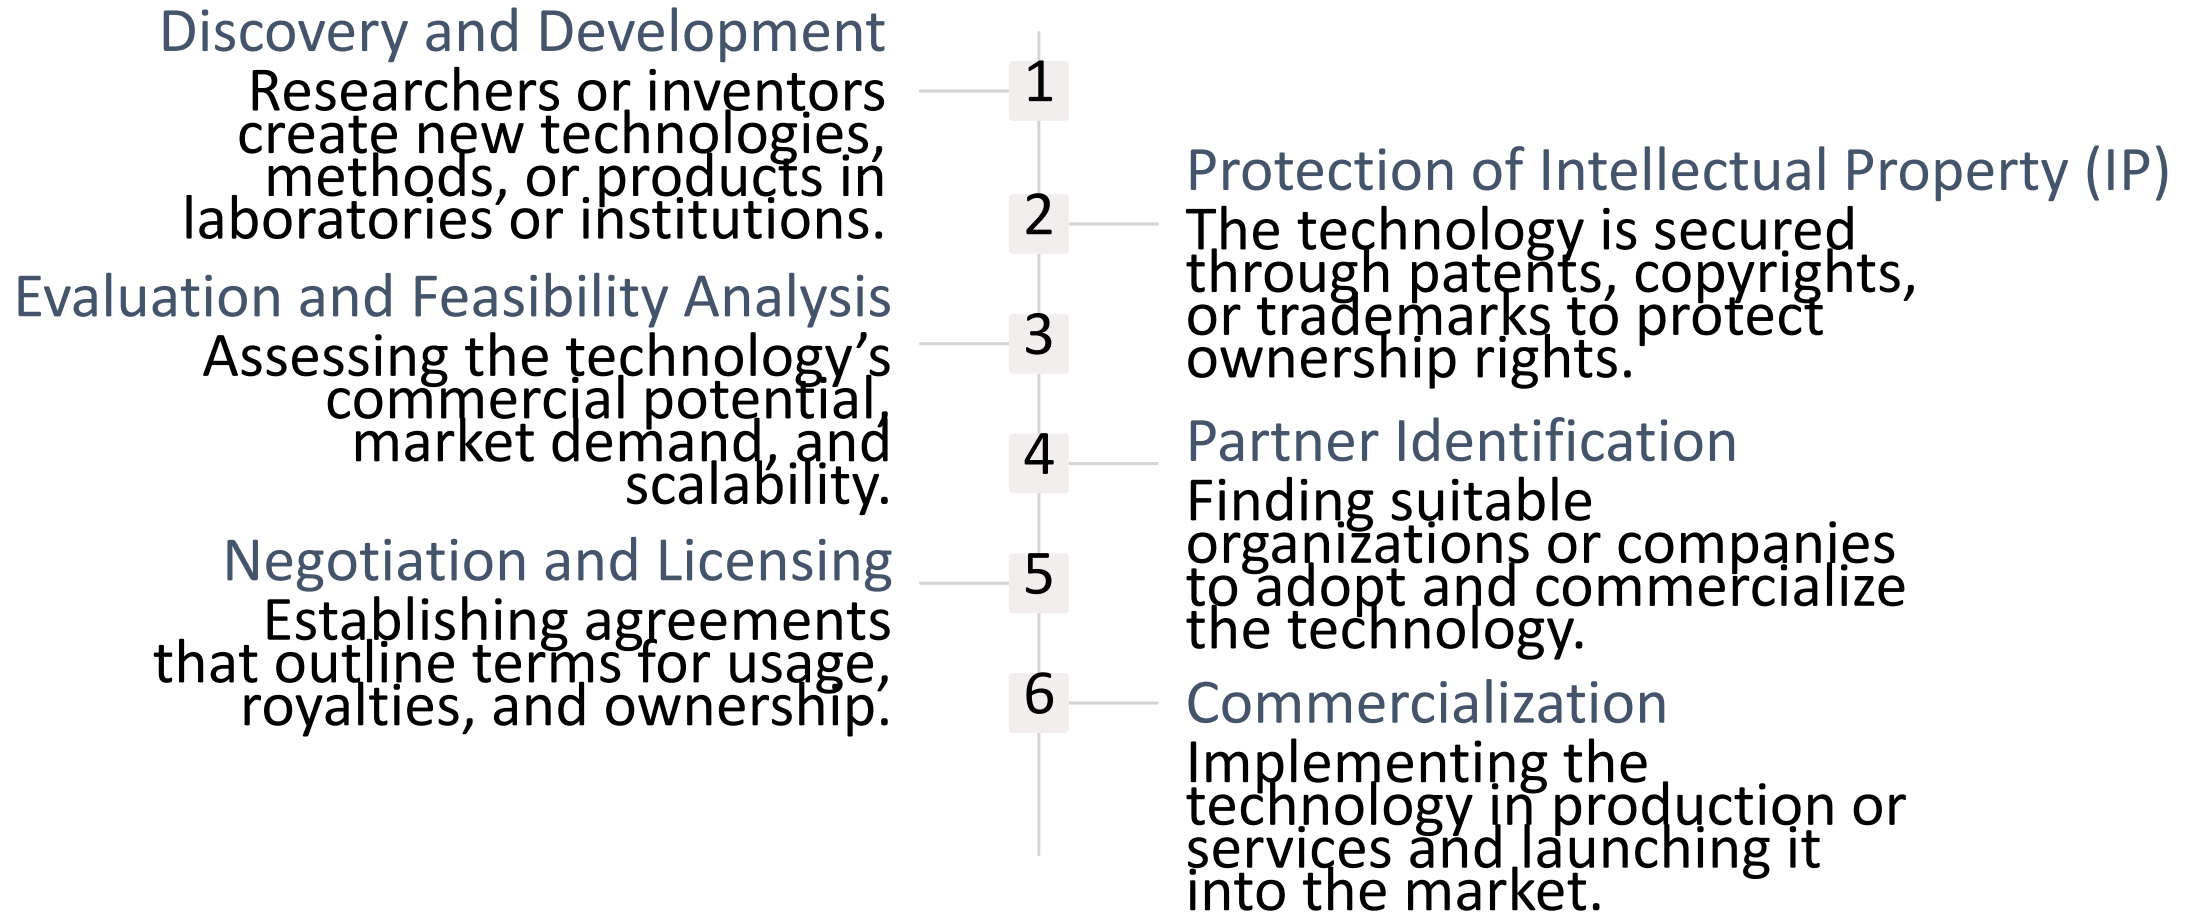 1
Discovery and Development
Researchers or inventors
create new technologies,
methods, or products in
laboratories or institutions.
2
Protection of Intellectual Property (IP)
The technology is secured
through patents, copyrights,
or trademarks to protect
ownership rights.
3
Evaluation and Feasibility Analysis
Assessing the technology’s
commercial potential,
market demand, and
scalability.
4
Partner Identification
Finding suitable
organizations or companies
to adopt and commercialize
the technology.
5
Negotiation and Licensing
Establishing agreements
that outline terms for usage,
royalties, and ownership.
6
Commercialization
Implementing the
technology in production or
services and launching it
into the market.